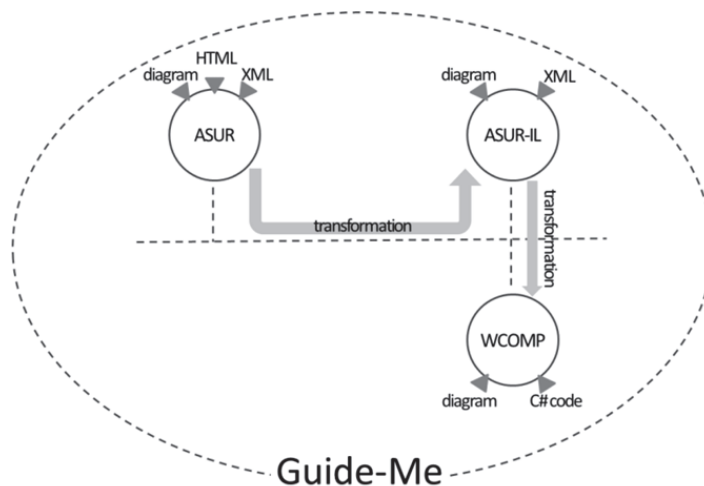 HTML
diagram
XML
ASUR
diagram
XML
ASUR-IL
transformation
transformation
WCOMP
diagram
C# code
Guide-Me